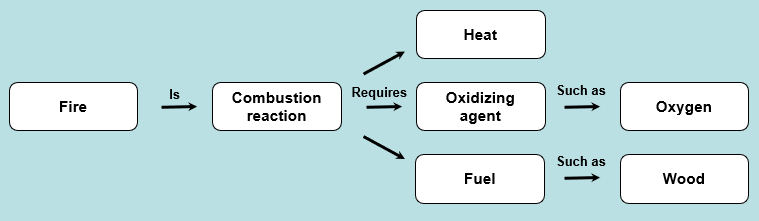 Heat
Fire
Is
Combustion
reaction
Requires
Oxidizing
agent
Such as
Oxygen
Fuel
Such as
Wood